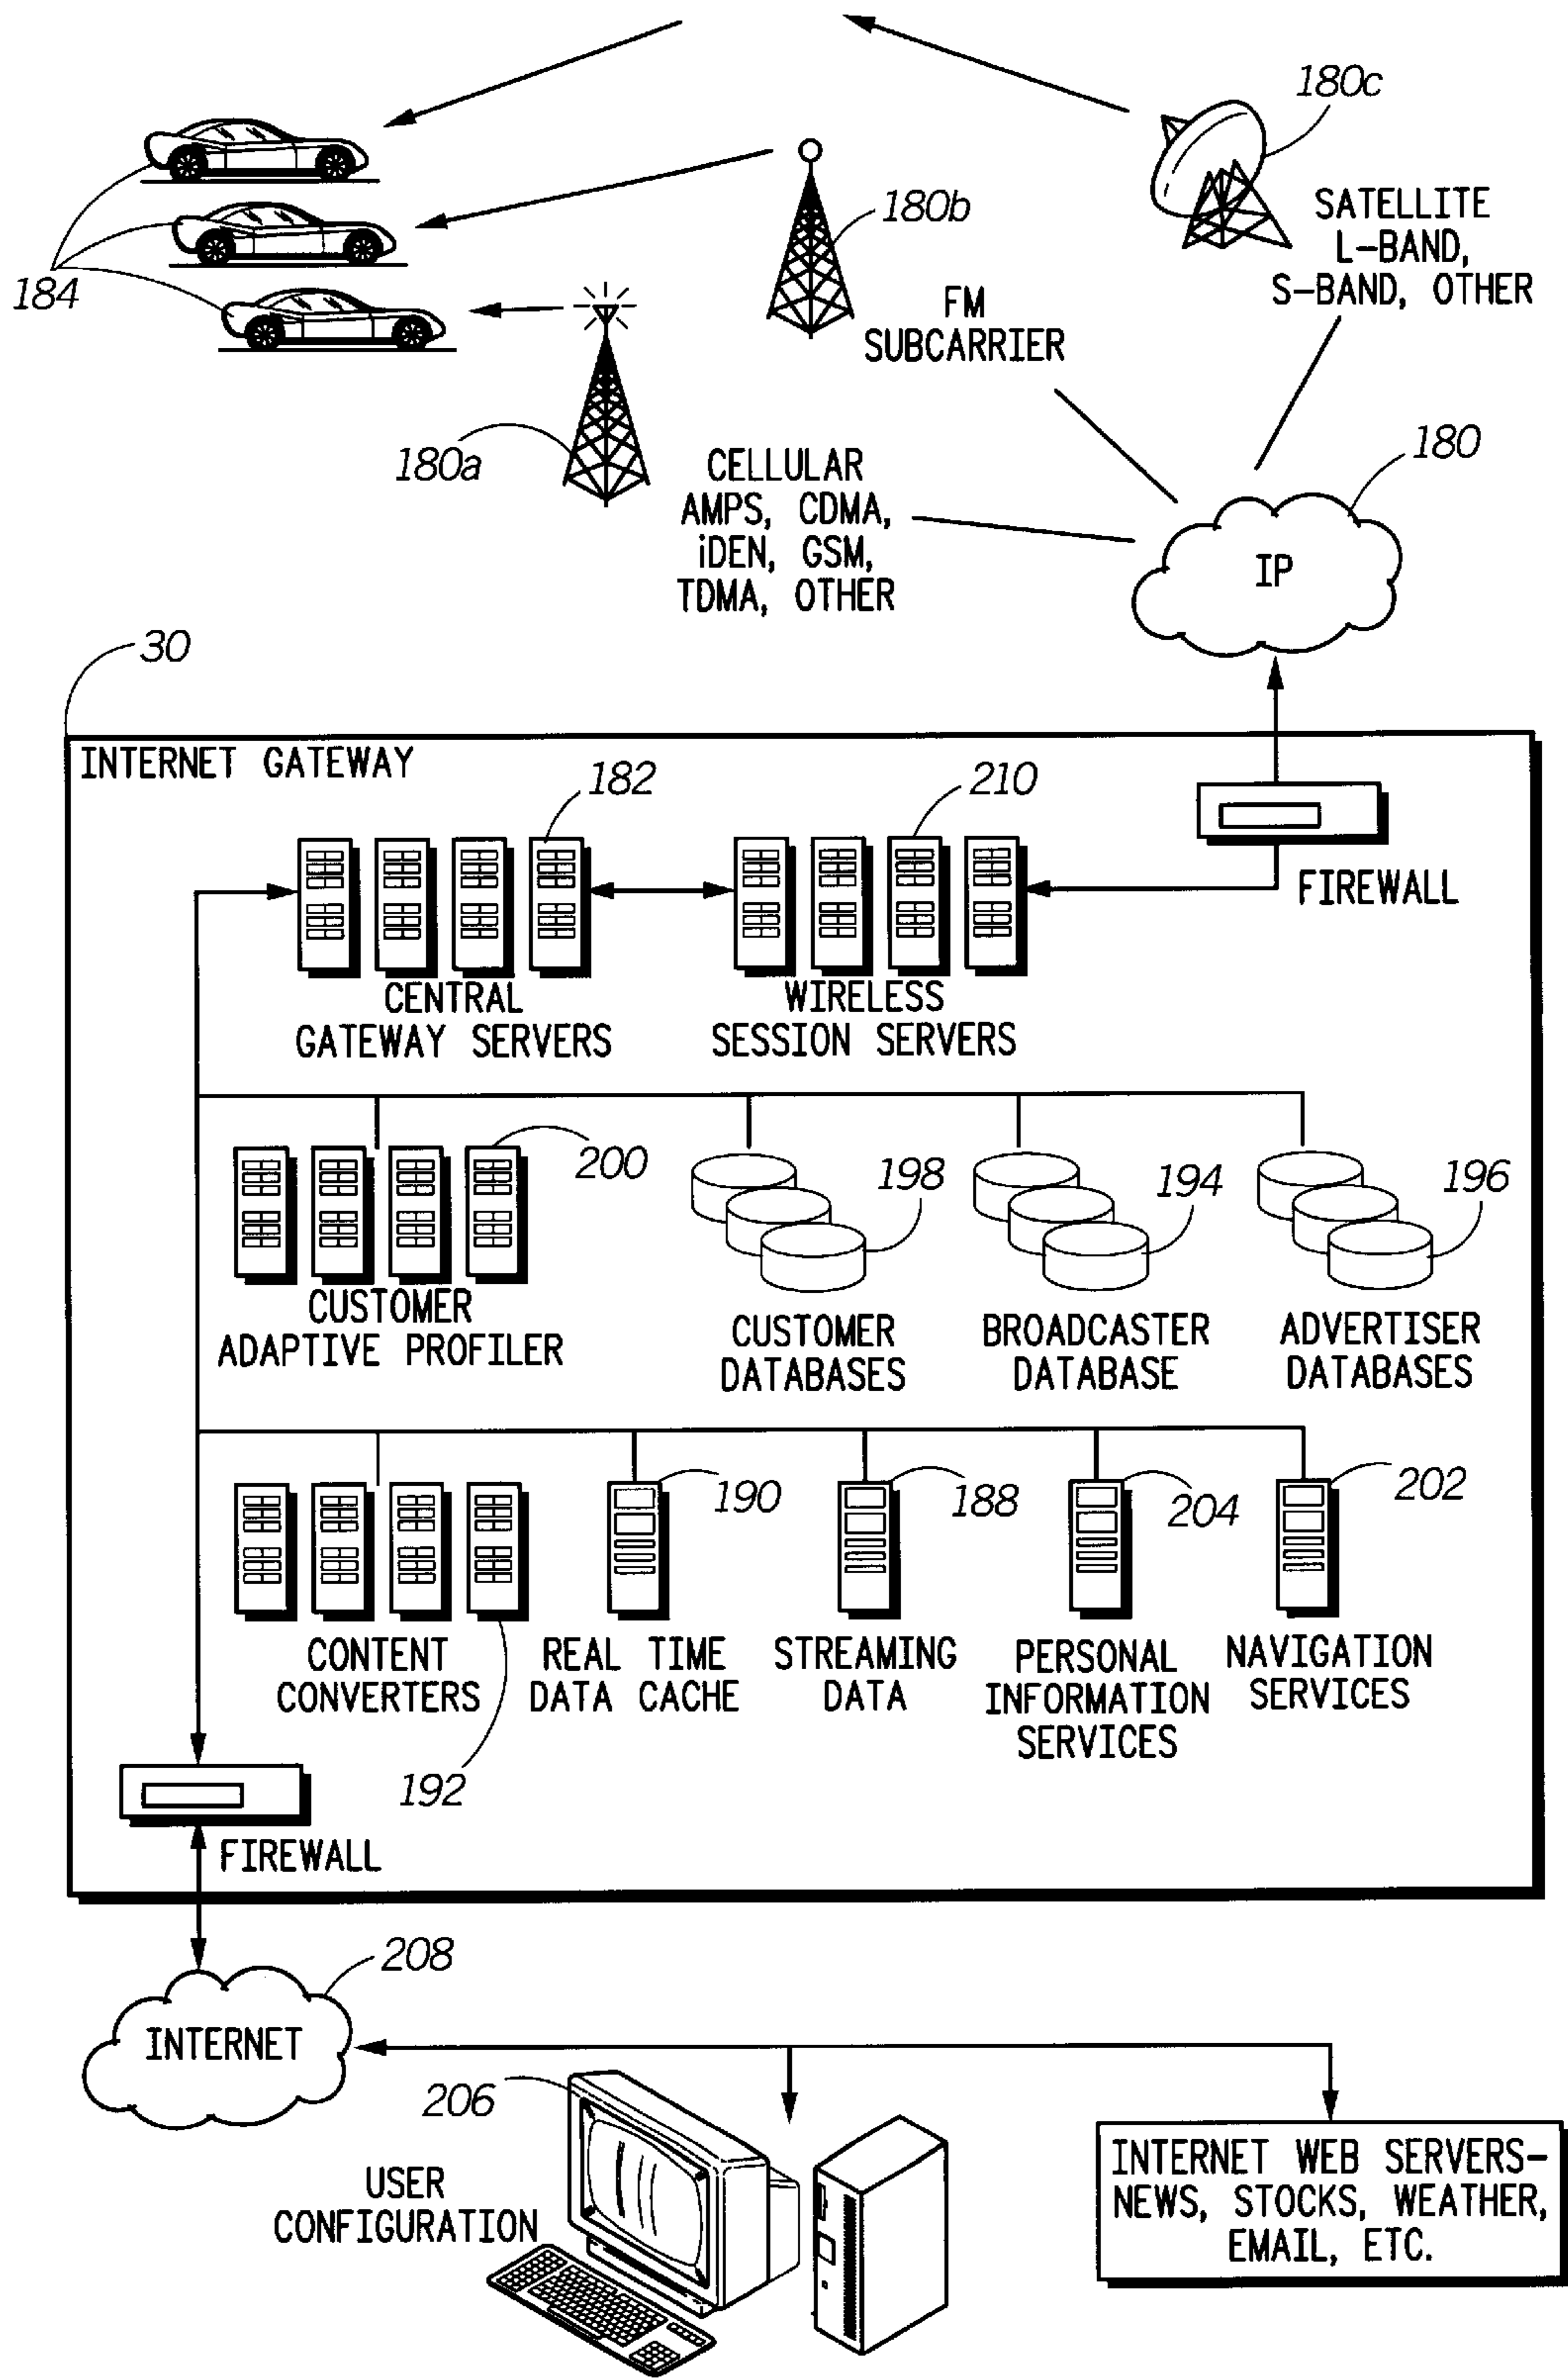 180c
SATELLITE
L-BAND,
S-BAND, OTHER
180b
FM
SUBCARRIER
184
180a
CELLULAR
AMPS, CDMA,
iDEN, GSM,
TDMA, OTHER
180
IP
30
INTERNET GATEWAY
182
210
FIREWALL
CENTRAL
GATEWAY SERVERS
WIRELESS
SESSION SERVERS
200
198
194
196
CUSTOMER
ADAPTIVE PROFILER
CUSTOMER
DATABASES
BROADCASTER
DATABASE
ADVERTISER
DATABASES
190
188
204
202
CONTENT
CONVERTERS
REAL TIME
DATA CACHE
STREAMING
DATA
PERSONAL
INFORMATION
SERVICES
NAVIGATION
SERVICES
192
FIREWALL
208
INTERNET
206
USER
CONFIGURATION
INTERNET WEB SERVERS-
NEWS, STOCKS, WEATHER,
EMAIL, ETC.